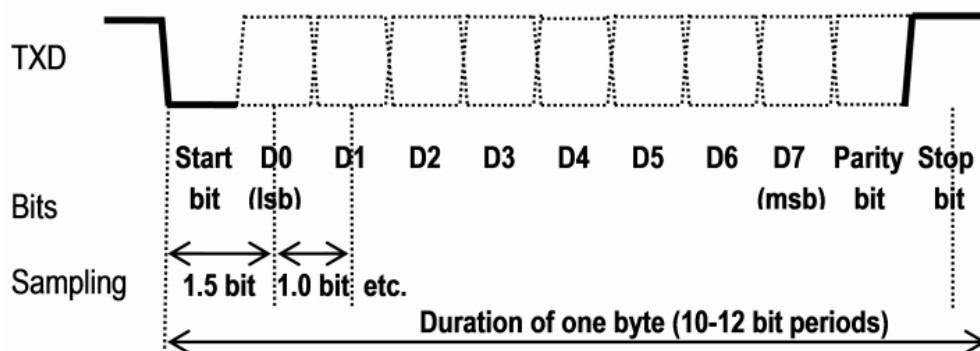 TXD
Start D0 D1 D2 D3 D4 D5 D6 D7 Parity Stop
bit (lsb) (msb) bit bit
Bits
Sampling 1.5 bit 1.0 bit etc.
Duration of one byte (10-12 bit periods)